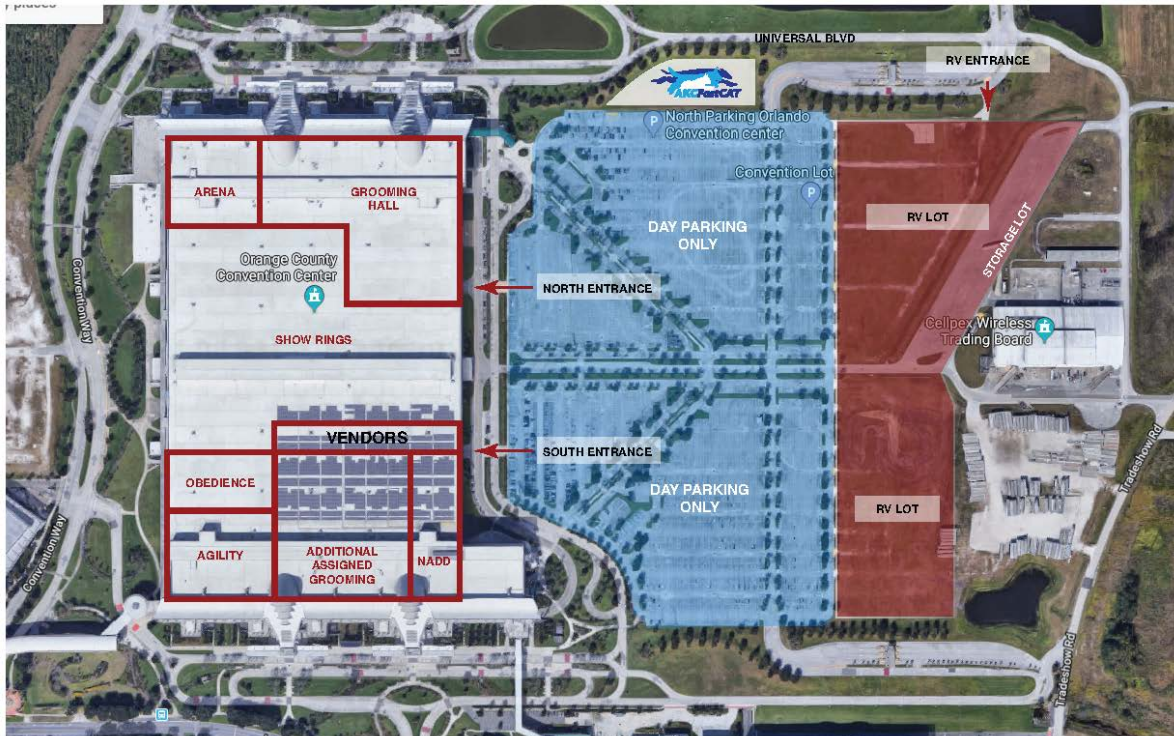 y places
UNIVERSAL BLVD
RV ENTRANCE
AKCFastCAT
North Parking Orlando
Convention center
Convention Lot
ARENA
GROOMING
HALL
RV LOT
DAY PARKING
ONLY
STORAGE LOT
Orange County
Convention Center
NORTH ENTRANCE
Convention Way
SHOW RINGS
Cellpex Wireless
Trading Board
VENDORS
SOUTH ENTRANCE
OBEDIENCE
DAY PARKING
ONLY
RV LOT
AGILITY
ADDITIONAL
ASSIGNED
GROOMING
NADD
Convention Way
Tradeshow Rd
Tradeshow Rd
P
P